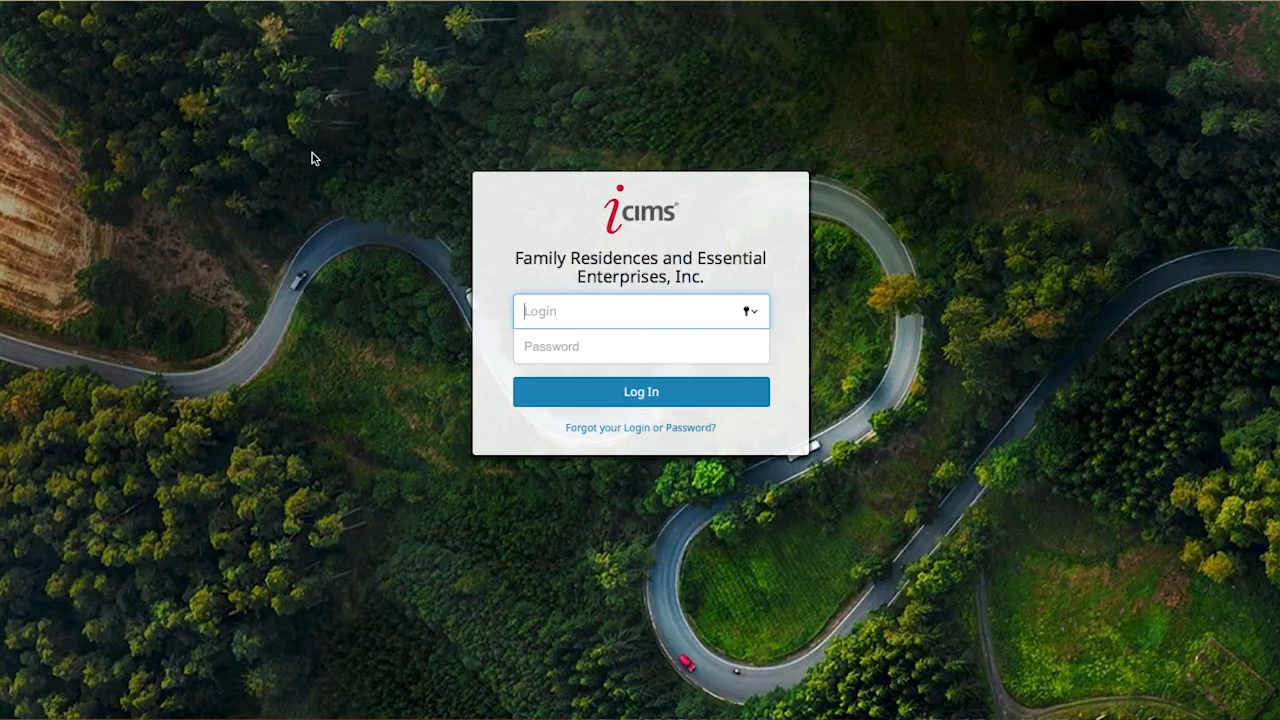 icims®
Family Residences and Essential
Enterprises, Inc.
Login
Password
Log In
Forgot your Login or Password?